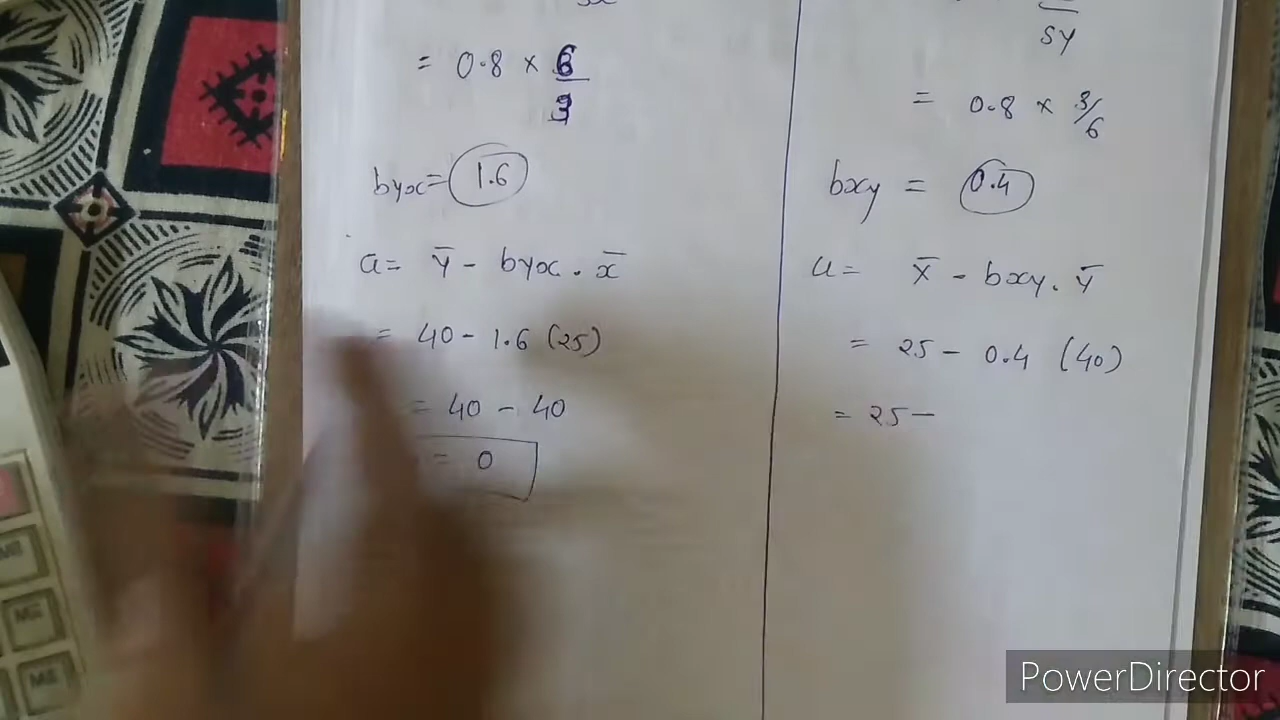 = 0.8 × 6/3
byx = 1.6
a = ȳ - byx . x̄
= 40 - 1.6 (25)
= 40 - 40
= 0
SY
= 0.8 × 3/6
bxy = 0.4
a = x̄ - bxy . ȳ
= 25 - 0.4 (40)
= 25 -
PowerDirector